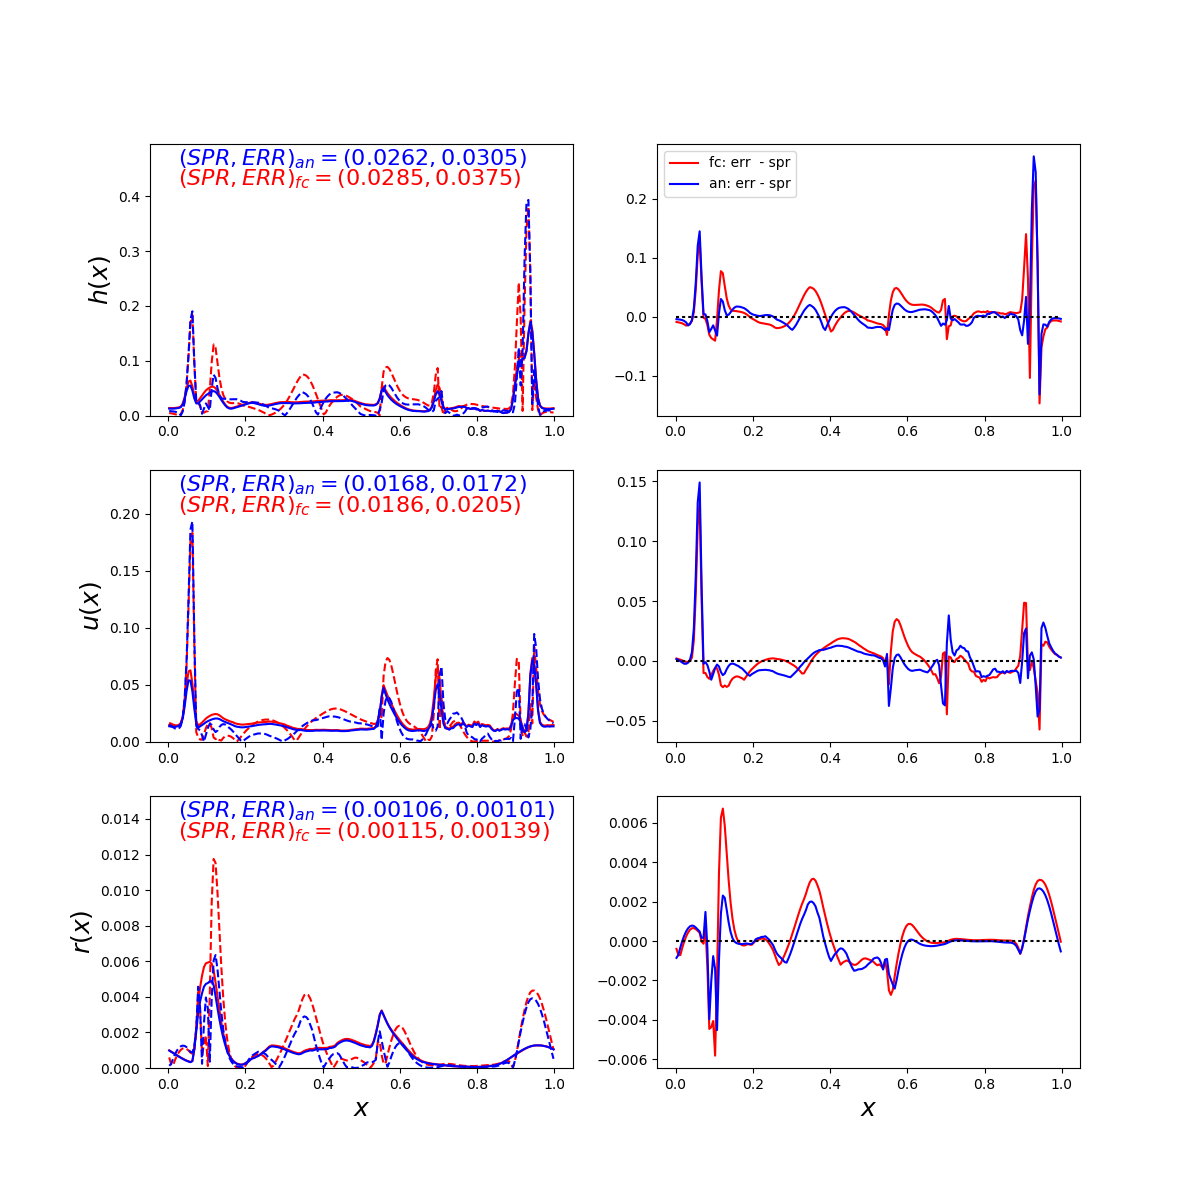 (SPR, ERR)an = (0.0262, 0.0305)
(SPR, ERR)fc = (0.0285, 0.0375)
h(x)
0.4
0.3
0.2
0.1
0.0
0.0 0.2 0.4 0.6 0.8 1.0
fc: err - spr
an: err - spr
0.2
0.1
0.0
−0.1
0.0 0.2 0.4 0.6 0.8 1.0
(SPR, ERR)an = (0.0168, 0.0172)
(SPR, ERR)fc = (0.0186, 0.0205)
u(x)
0.20
0.15
0.10
0.05
0.00
0.0 0.2 0.4 0.6 0.8 1.0
0.15
0.10
0.05
0.00
−0.05
0.0 0.2 0.4 0.6 0.8 1.0
(SPR, ERR)an = (0.00106, 0.00101)
(SPR, ERR)fc = (0.00115, 0.00139)
r(x)
0.014
0.012
0.010
0.008
0.006
0.004
0.002
0.000
0.0 0.2 0.4 0.6 0.8 1.0
x
0.006
0.004
0.002
0.000
−0.002
−0.004
−0.006
0.0 0.2 0.4 0.6 0.8 1.0
x